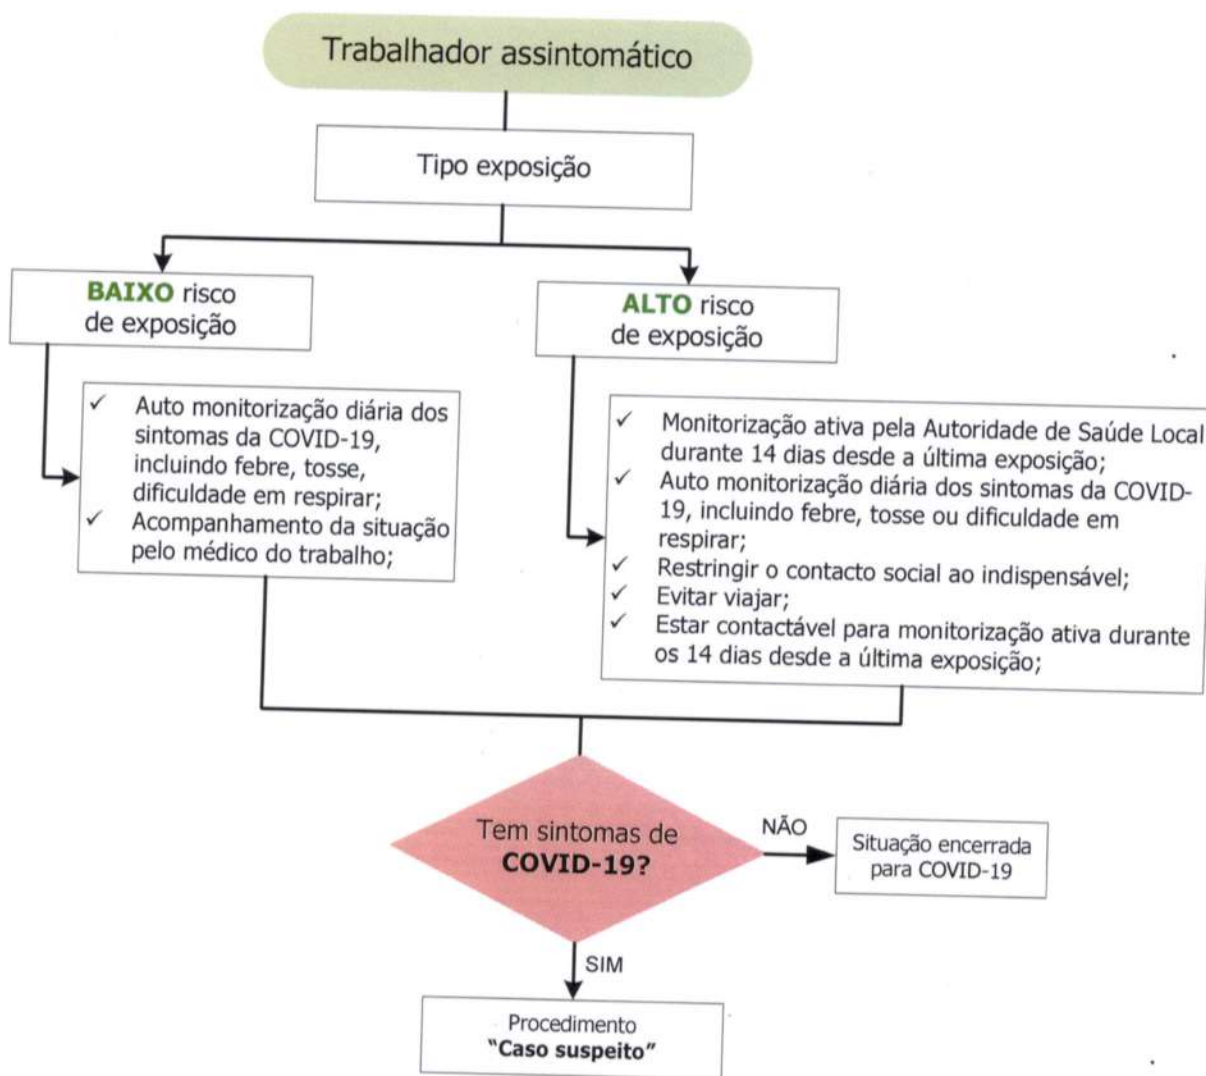 Trabalhador assintomático
Tipo exposição
BAIXO risco
de exposição
ALTO risco
de exposição
✓ Auto monitorização diária dos
sintomas da COVID-19,
incluindo febre, tosse,
dificuldade em respirar;
✓ Acompanhamento da situação
pelo médico do trabalho;
✓ Monitorização ativa pela Autoridade de Saúde Local
durante 14 dias desde a última exposição;
✓ Auto monitorização diária dos sintomas da COVID-
19, incluindo febre, tosse ou dificuldade em
respirar;
✓ Restringir o contacto social ao indispensável;
✓ Evitar viajar;
✓ Estar contactável para monitorização ativa durante
os 14 dias desde a última exposição;
Tem sintomas de
COVID-19?
NÃO
Situação encerrada
para COVID-19
SIM
Procedimento
"Caso suspeito"